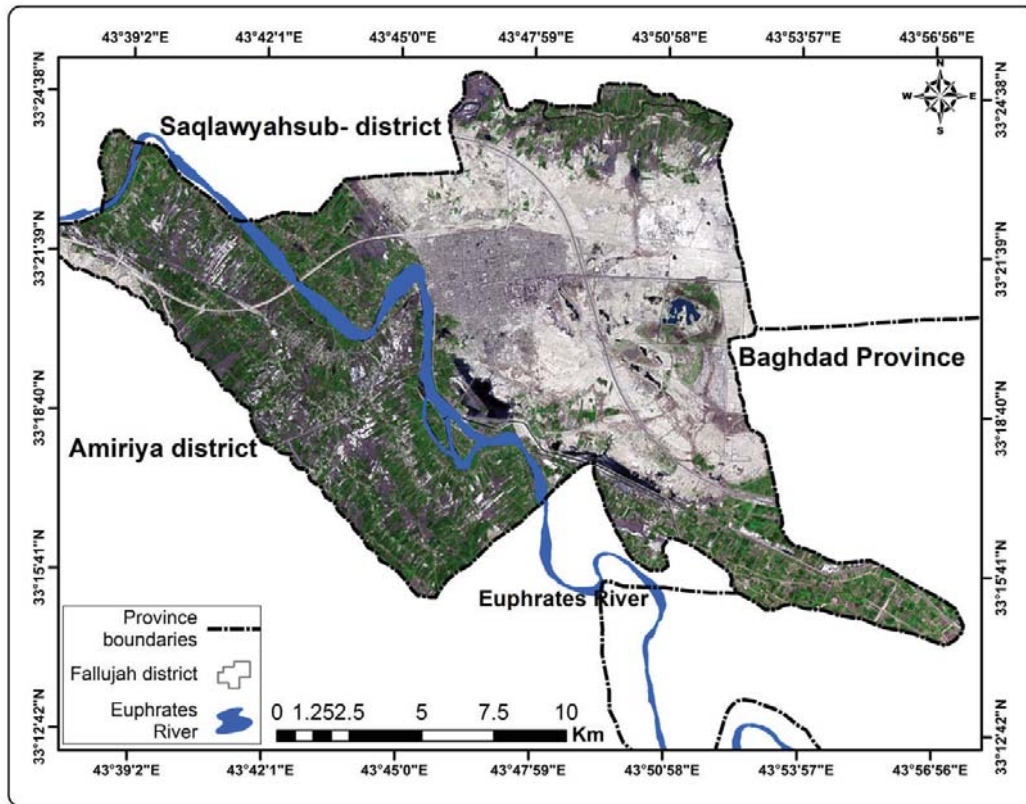 43°39'2"E 43°42'1"E 43°45'0"E 43°47'59"E 43°50'58"E 43°53'57"E 43°56'56"E
33°24'38"N
33°24'38"N
N
W E
S
Saqlawyahsub- district
33°21'39"N
33°21'39"N
Baghdad Province
33°18'40"N
33°18'40"N
Amiriya district
33°15'41"N
33°15'41"N
Euphrates River
Province
boundaries
Fallujah district
Euphrates
River
0 1.252.5 5 7.5 10
Km
33°12'42"N
33°12'42"N
43°39'2"E 43°42'1"E 43°45'0"E 43°47'59"E 43°50'58"E 43°53'57"E 43°56'56"E